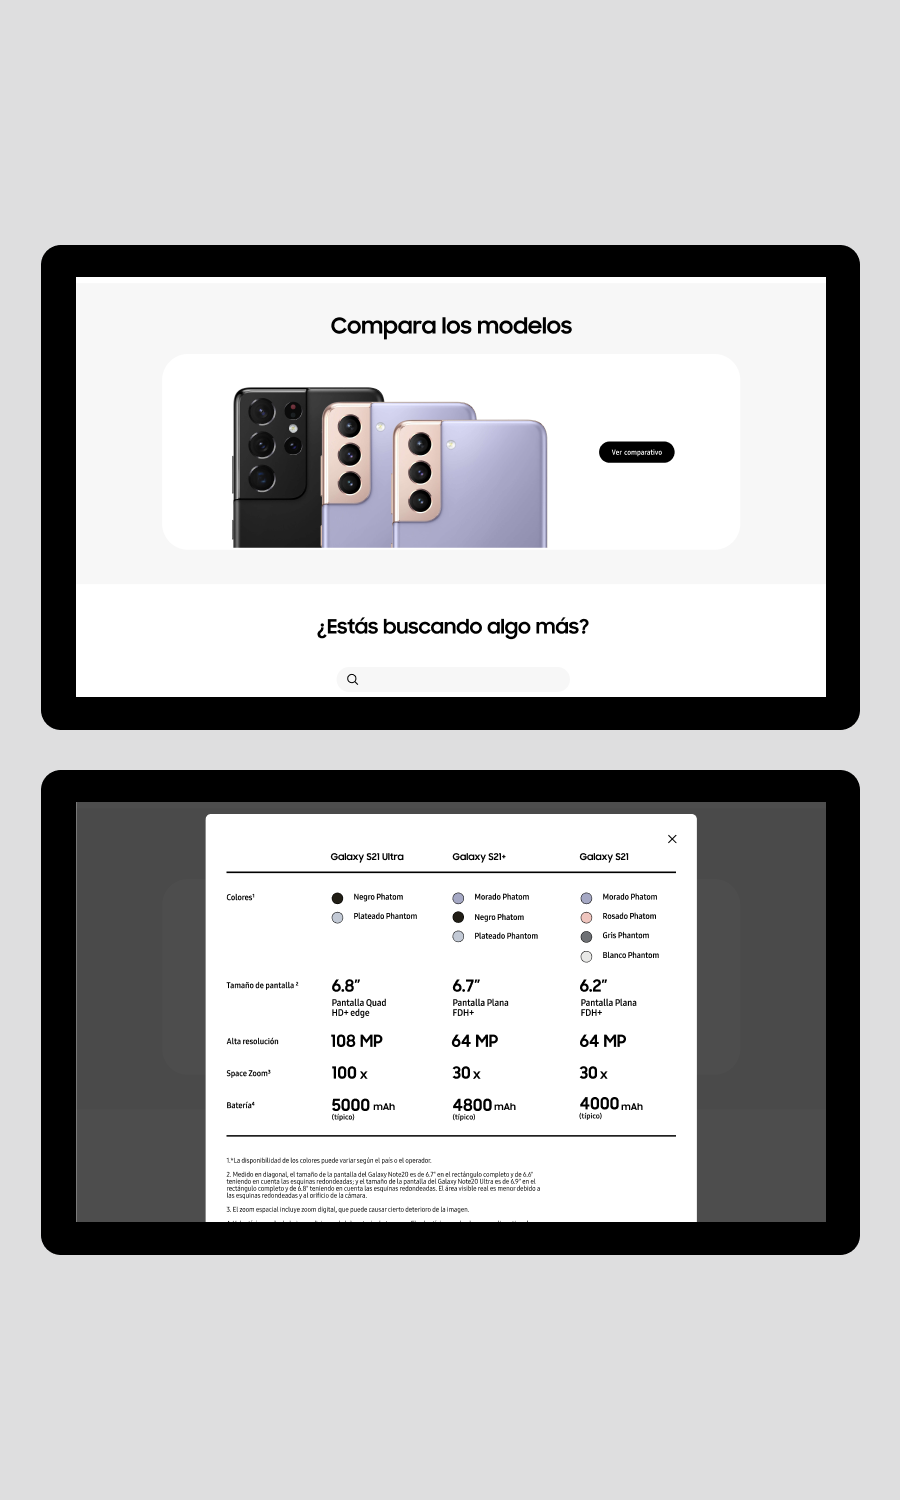 Compara los modelos
Ver comparativo
¿Estás buscando algo más?
Galaxy S21 Ultra Galaxy S21+ Galaxy S21
Colores¹ Negro Phatom Morado Phatom Morado Phatom
Plateado Phantom Negro Phatom Rosado Phatom
Plateado Phantom Gris Phantom
Blanco Phantom
Tamaño de pantalla ² 6.8” 6.7” 6.2”
Pantalla Quad Pantalla Plana Pantalla Plana
HD+ edge FDH+ FDH+
Alta resolución 108 MP 64 MP 64 MP
Space Zoom³ 100 x 30 x 30 x
Batería⁴ 5000 mAh 4800 mAh 4000 mAh
(típico) (típico) (típico)
1.*La disponibilidad de los colores puede variar según el país o el operador.
2. Medido en diagonal, el tamaño de la pantalla del Galaxy Note20 es de 6.7" en el rectángulo completo y de 6.6"
teniendo en cuenta las esquinas redondeadas; y el tamaño de la pantalla del Galaxy Note20 Ultra es de 6.9" en el
rectángulo completo y de 6.8" teniendo en cuenta las esquinas redondeadas. El área visible real es menor debido a
las esquinas redondeadas y al orificio de la cámara.
3. El zoom espacial incluye zoom digital, que puede causar cierto deterioro de la imagen.